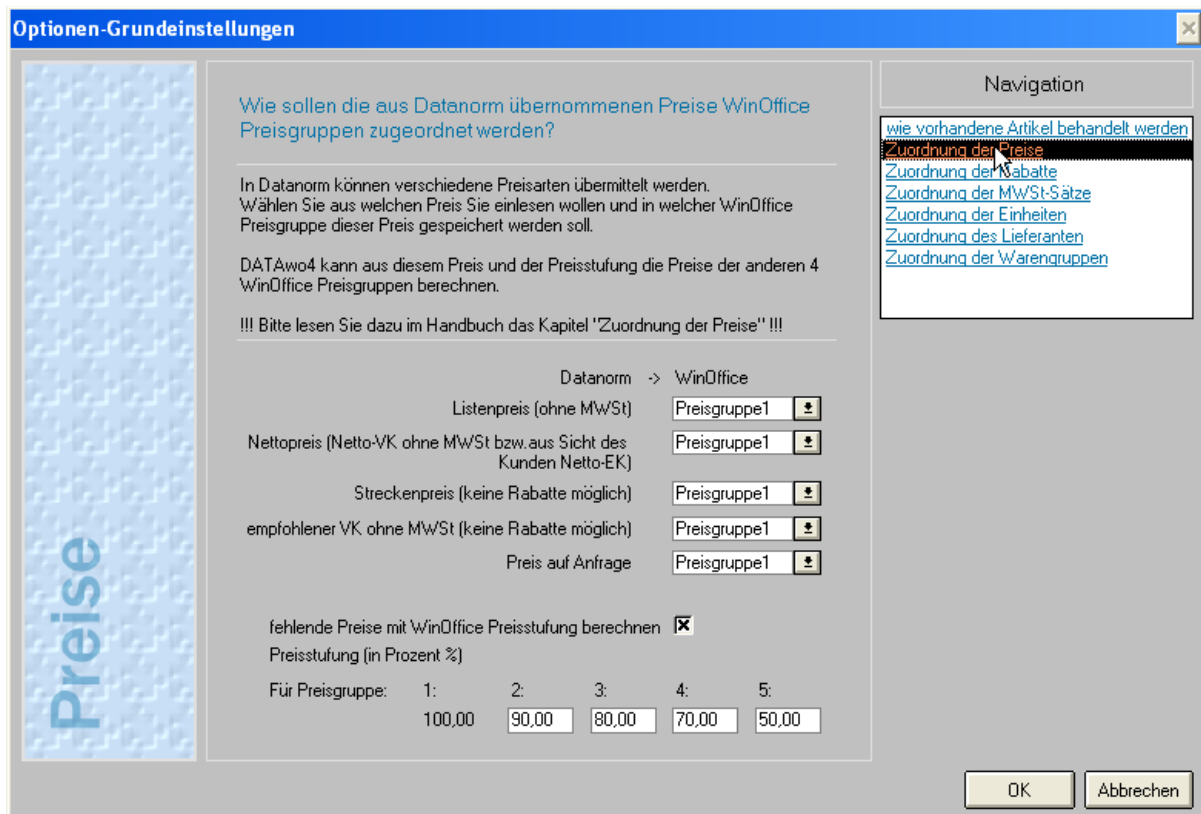 Optionen-Grundeinstellungen
Preise
Wie sollen die aus Datanorm übernommenen Preise WinOffice
Preisgruppen zugeordnet werden?
In Datanorm können verschiedene Preisarten übermittelt werden.
Wählen Sie aus welchen Preis Sie einlesen wollen und in welcher WinOffice
Preisgruppe dieser Preis gespeichert werden soll.
DATAwo4 kann aus diesem Preis und der Preisstufung die Preise der anderen 4
WinOffice Preisgruppen berechnen.
!!! Bitte lesen Sie dazu im Handbuch das Kapitel "Zuordnung der Preise" !!!
Datanorm -> WinOffice
Listenpreis (ohne MWSt) Preisgruppe1
Nettopreis (Netto-VK ohne MWSt bzw.aus Sicht des
Kunden Netto-EK) Preisgruppe1
Streckenpreis (keine Rabatte möglich) Preisgruppe1
empfohlener VK ohne MWSt (keine Rabatte möglich) Preisgruppe1
Preis auf Anfrage Preisgruppe1
fehlende Preise mit WinOffice Preisstufung berechnen
Preisstufung (in Prozent %)
Für Preisgruppe: 1: 2: 3: 4: 5:
100,00 90,00 80,00 70,00 50,00
Navigation
wie vorhandene Artikel behandelt werden
Zuordnung der Preise
Zuordnung der Rabatte
Zuordnung der MWSt-Sätze
Zuordnung der Einheiten
Zuordnung des Lieferanten
Zuordnung der Warengruppen
OK Abbrechen